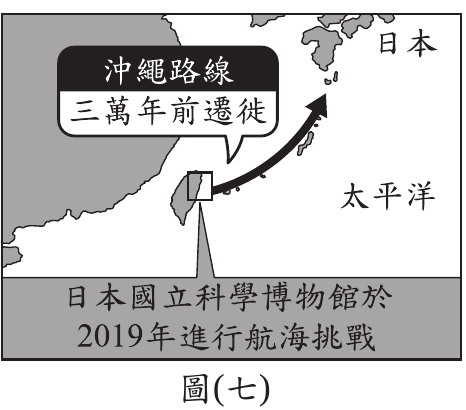 日本
沖繩路線
三萬年前遷徙
太平洋
日本國立科學博物館於
2019年進行航海挑戰
圖(七)